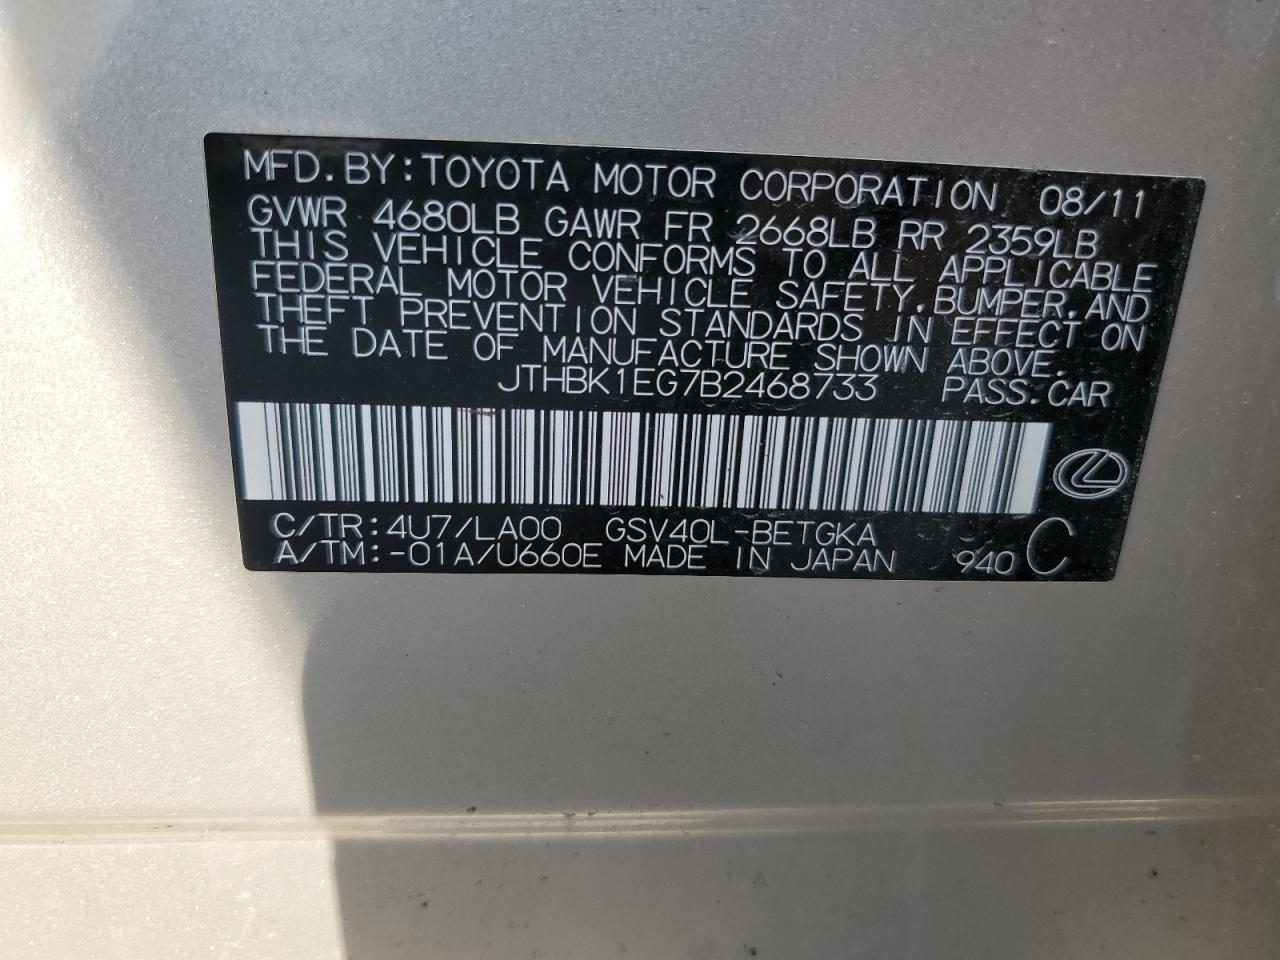 MFD.BY:TOYOTA MOTOR CORPORATION 08/11
GVWR 4680LB GAWR FR 2668LB RR 2359LB
THIS VEHICLE CONFORMS TO ALL APPLICABLE
FEDERAL MOTOR VEHICLE SAFETY,BUMPER,AND
THEFT PREVENTION STANDARDS IN EFFECT ON
THE DATE OF MANUFACTURE SHOWN ABOVE.
JTHBK1EG7B2468733 PASS.CAR
C/TR:4U7/LA00 GSV40L-BETGKA
A/TM:-01A/U660E MADE IN JAPAN 940 C